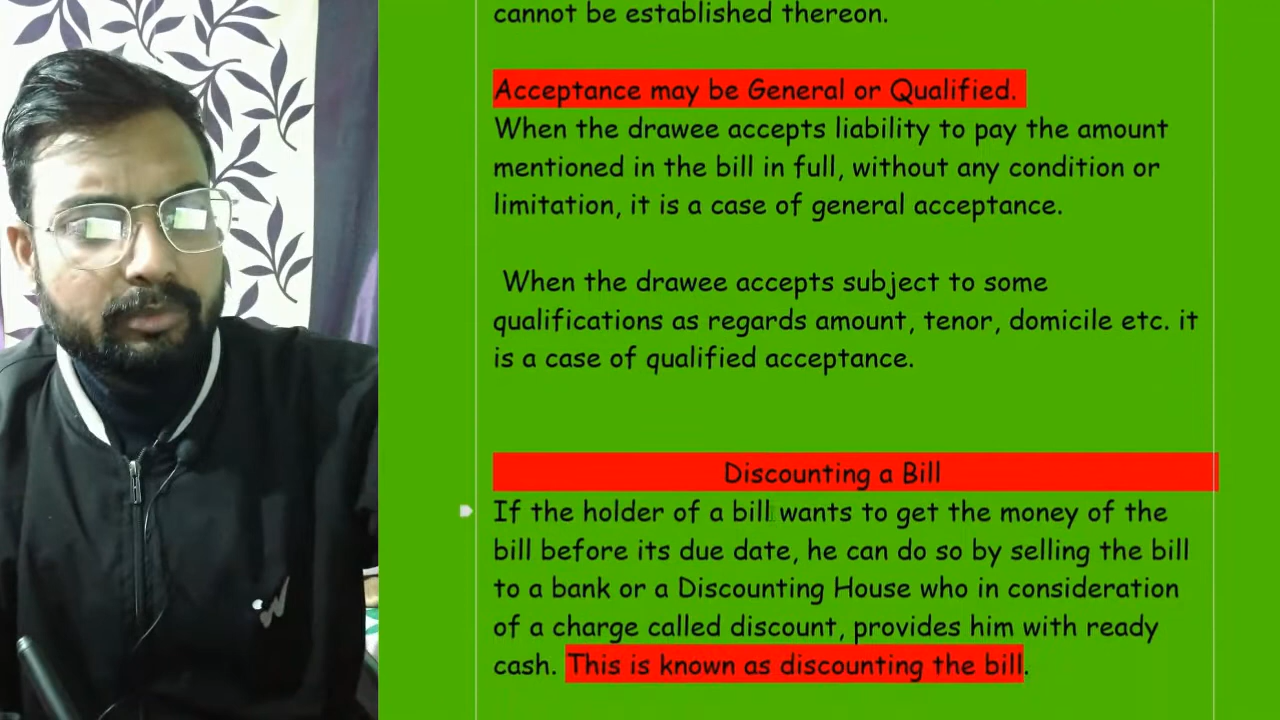 cannot be established thereon.
Acceptance may be General or Qualified.
When the drawee accepts liability to pay the amount
mentioned in the bill in full, without any condition or
limitation, it is a case of general acceptance.
When the drawee accepts subject to some
qualifications as regards amount, tenor, domicile etc. it
is a case of qualified acceptance.
Discounting a Bill
If the holder of a bill wants to get the money of the
bill before its due date, he can do so by selling the bill
to a bank or a Discounting House who in consideration
of a charge called discount, provides him with ready
cash. This is known as discounting the bill.